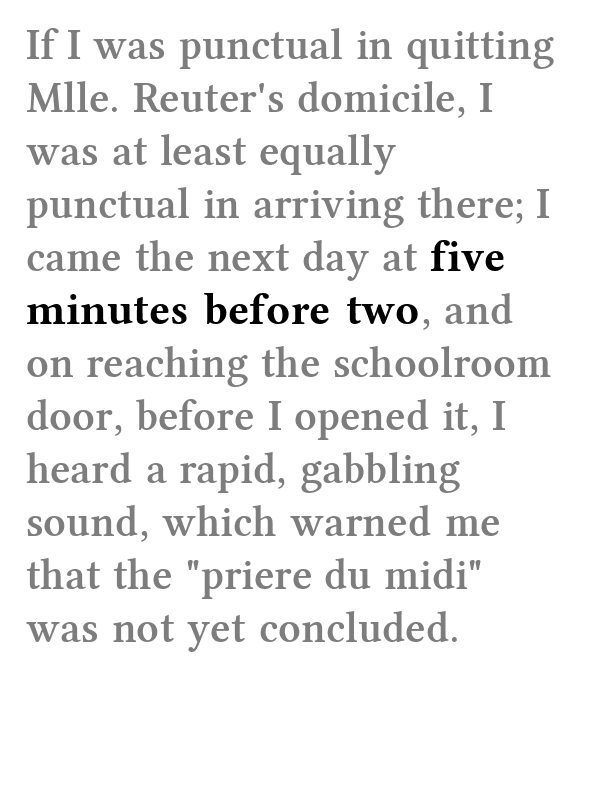 If I was punctual in quitting
Mlle. Reuter's domicile, I
was at least equally
punctual in arriving there; I
came the next day at five
minutes before two, and
on reaching the schoolroom
door, before I opened it, I
heard a rapid, gabbling
sound, which warned me
that the "priere du midi"
was not yet concluded.